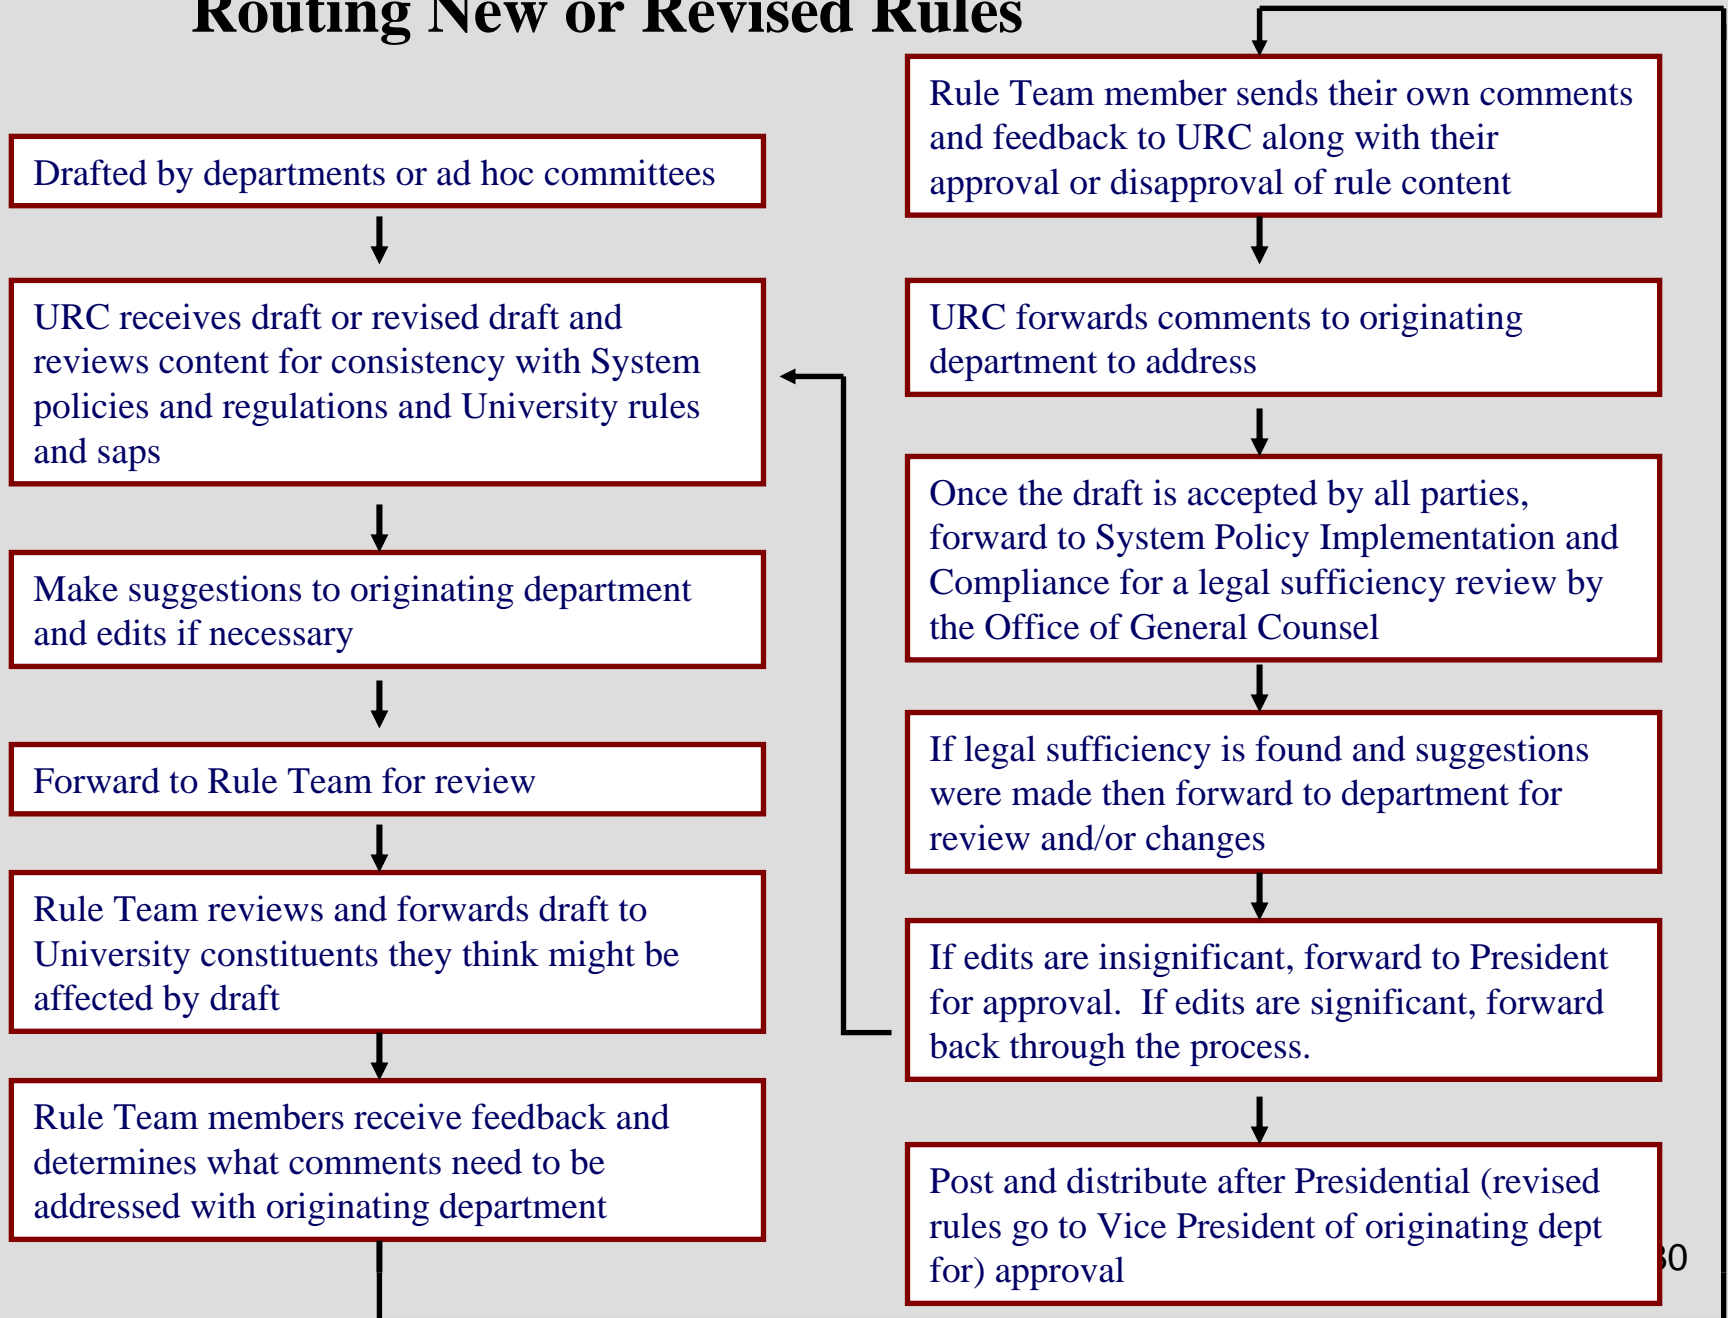 Routing New or Revised Rules
Drafted by departments or ad hoc committees
URC receives draft or revised draft and
reviews content for consistency with System
policies and regulations and University rules
and saps
Make suggestions to originating department
and edits if necessary
Forward to Rule Team for review
Rule Team reviews and forwards draft to
University constituents they think might be
affected by draft
Rule Team members receive feedback and
determines what comments need to be
addressed with originating department
Rule Team member sends their own comments
and feedback to URC along with their
approval or disapproval of rule content
URC forwards comments to originating
department to address
Once the draft is accepted by all parties,
forward to System Policy Implementation and
Compliance for a legal sufficiency review by
the Office of General Counsel
If legal sufficiency is found and suggestions
were made then forward to department for
review and/or changes
If edits are insignificant, forward to President
for approval.  If edits are significant, forward
back through the process.
Post and distribute after Presidential (revised
rules go to Vice President of originating dept
for) approval